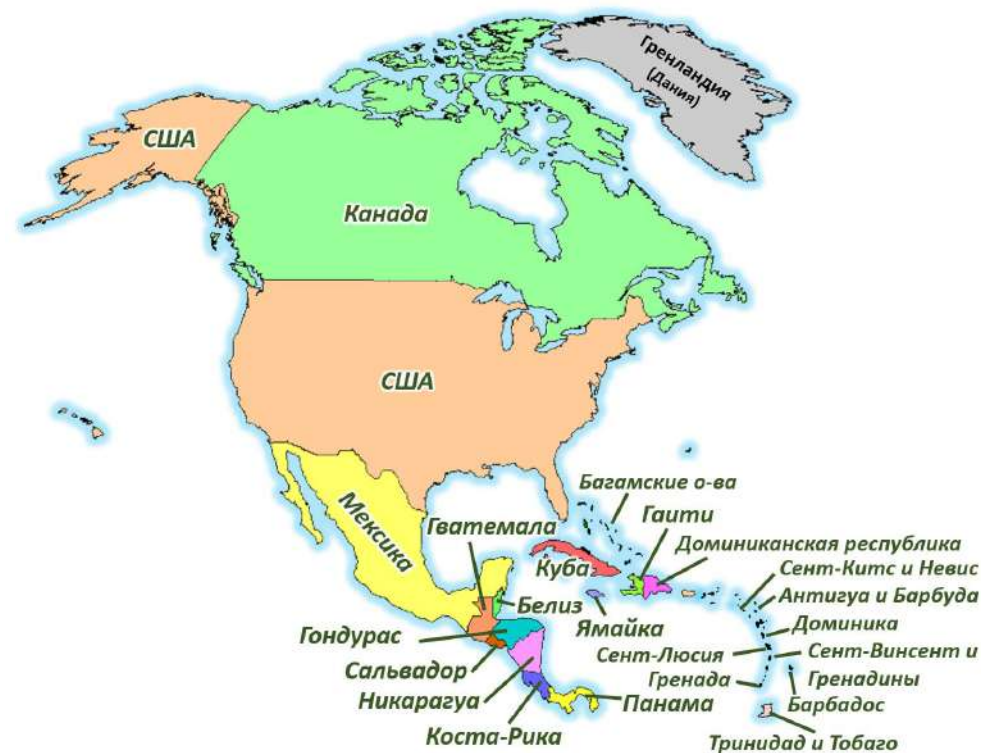 Гренландия
(Дания)
США
Канада
США
Мексика
Багамские о-ва
Гватемала
Гаити
Доминиканская республика
Куба
Сент-Китс и Невис
Белиз
Ямайка
Антигуа и Барбуда
Гондурас
Доминика
Сальвадор
Сент-Люсия
Сент-Винсент и
Гренадины
Никарагуа
Гренада
Панама
Барбадос
Коста-Рика
Тринидад и Тобаго